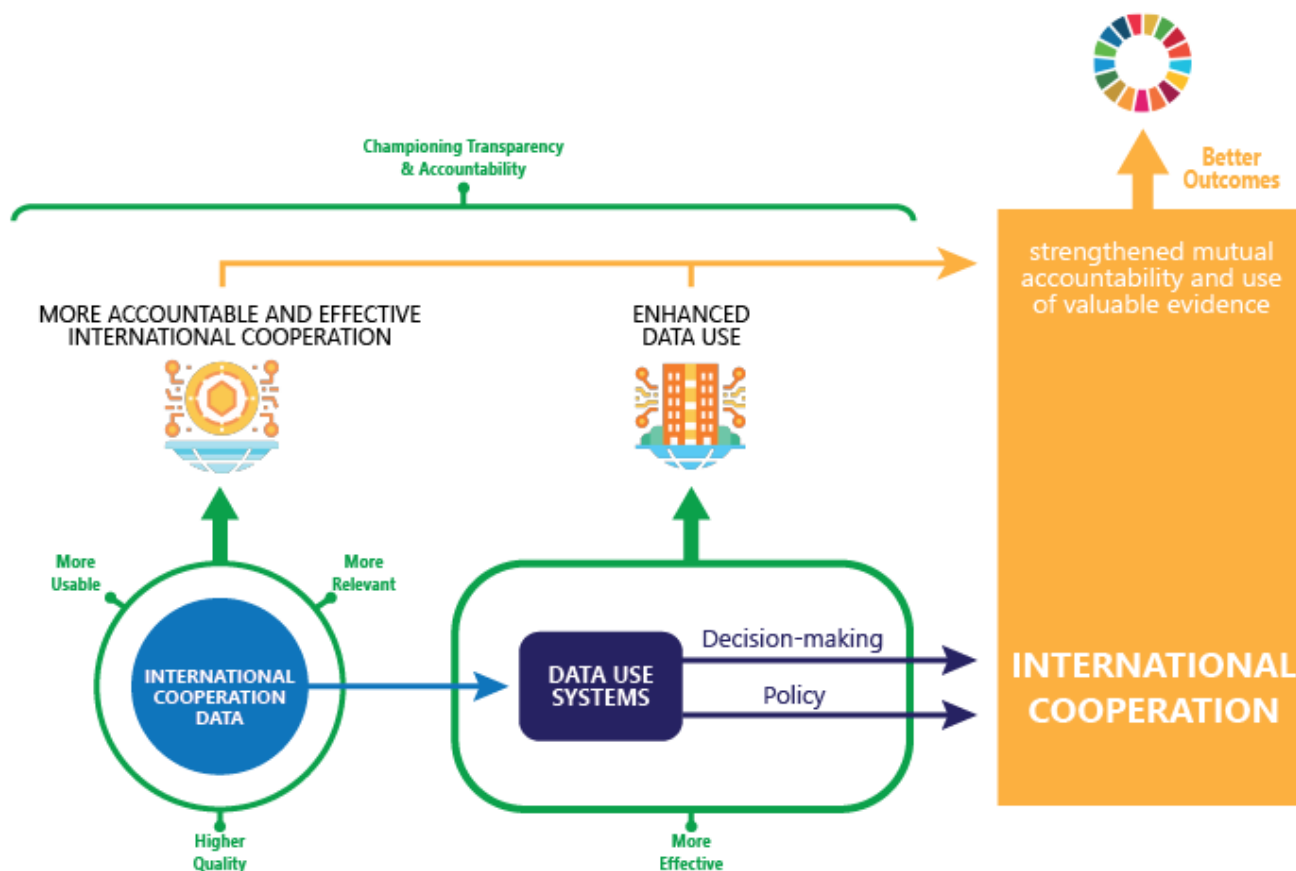 Championing Transparency
& Accountability
Better
Outcomes
strengthened mutual
accountability and use
of valuable evidence
MORE ACCOUNTABLE AND EFFECTIVE
INTERNATIONAL COOPERATION
ENHANCED
DATA USE
More
Usable
More
Relevant
INTERNATIONAL
COOPERATION
DATA
DATA USE
SYSTEMS
Decision-making
Policy
INTERNATIONAL
COOPERATION
Higher
Quality
More
Effective